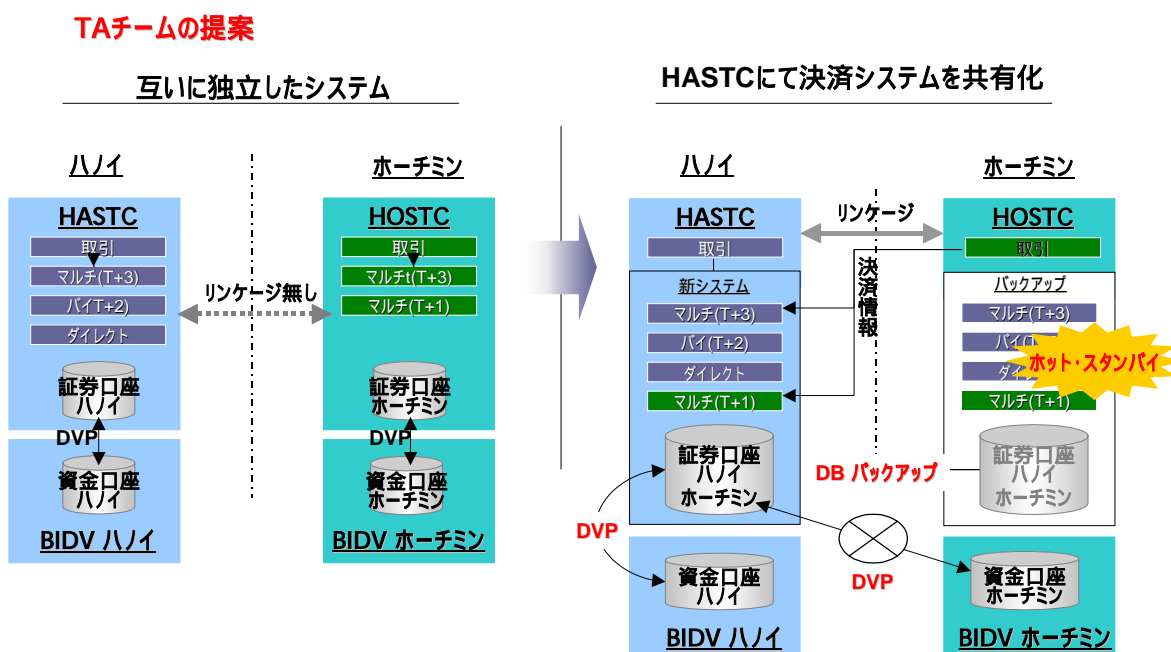 TAチームの提案
互いに独立したシステム
ハノイ
ホーチミン
HASTC
取引
マルチ(T+3)
バイT+2)
ダイレクト
証券口座
ハノイ
DVP
資金口座
ハノイ
BIDV ハノイ
リンケージ無し
HOSTC
取引
マルチt(T+3)
マルチ(T+1)
証券口座
ホーチミン
DVP
資金口座
ホーチミン
BIDV ホーチミン
HASTCにて決済システムを共有化
ハノイ
ホーチミン
HASTC
取引
新システム
マルチ(T+3)
バイ(T+2)
ダイレクト
マルチ(T+1)
証券口座
ハノイ
ホーチミン
DVP
資金口座
ハノイ
BIDV ハノイ
リンケージ
決済情報
DB バックアップ
DVP
HOSTC
取引
バックアップ
マルチ(T+3)
バイ(T
ダイ
ホット・スタンバイ
マルチ(T+1)
証券口座
ハノイ
ホーチミン
資金口座
ホーチミン
BIDV ホーチミン